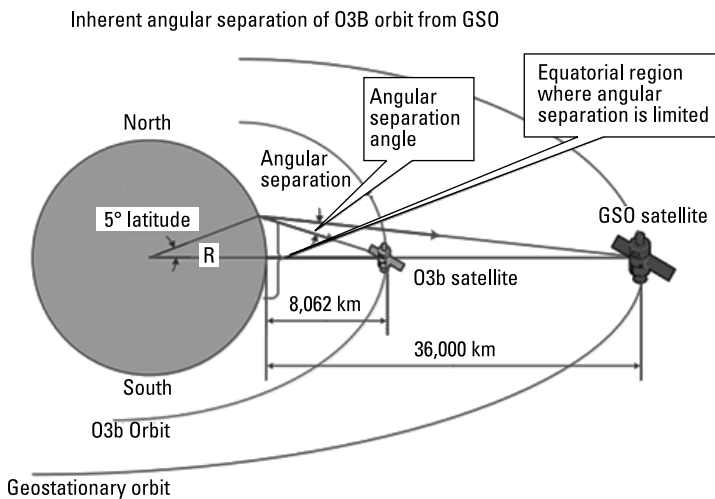 Inherent angular separation of O3B orbit from GSO
Equatorial region
where angular
separation is limited
Angular
separation
angle
North
Angular
separation
5° latitude
GSO satellite
R
O3b satellite
8,062 km
36,000 km
South
O3b Orbit
Geostationary orbit